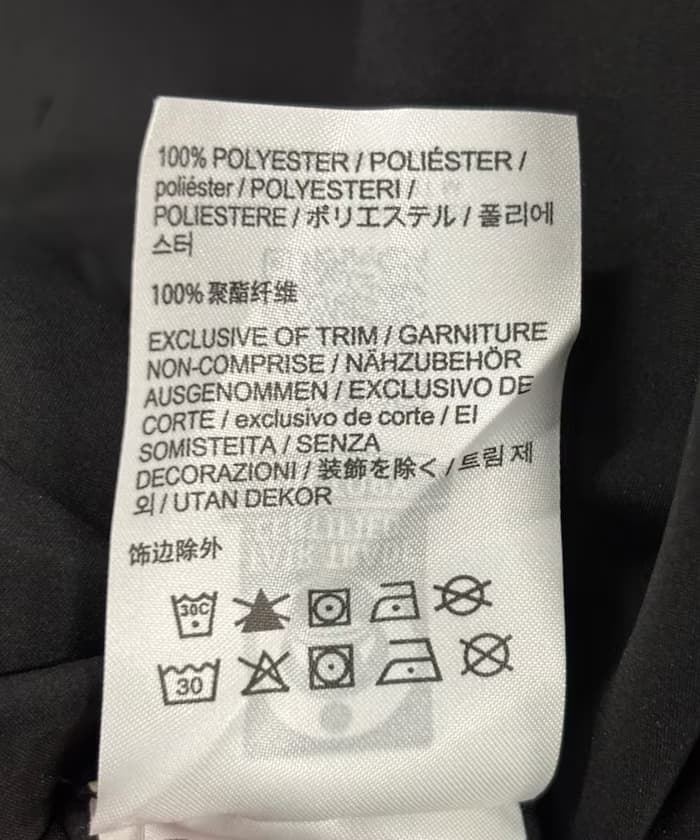 100% POLYESTER / POLIÉSTER /
poliéster / POLYESTERI /
POLIESTERE / ポリエステル / 폴리에
스터
100% 聚酯纤维
EXCLUSIVE OF TRIM / GARNITURE
NON-COMPRISE / NÄHZUBEHÖR
AUSGENOMMEN / EXCLUSIVO DE
CORTE / exclusivo de corte / EI
SOMISTEITA / SENZA
DECORAZIONI / 装飾を除く / 트림 제
외 / UTAN DEKOR
饰边除外
30C
30